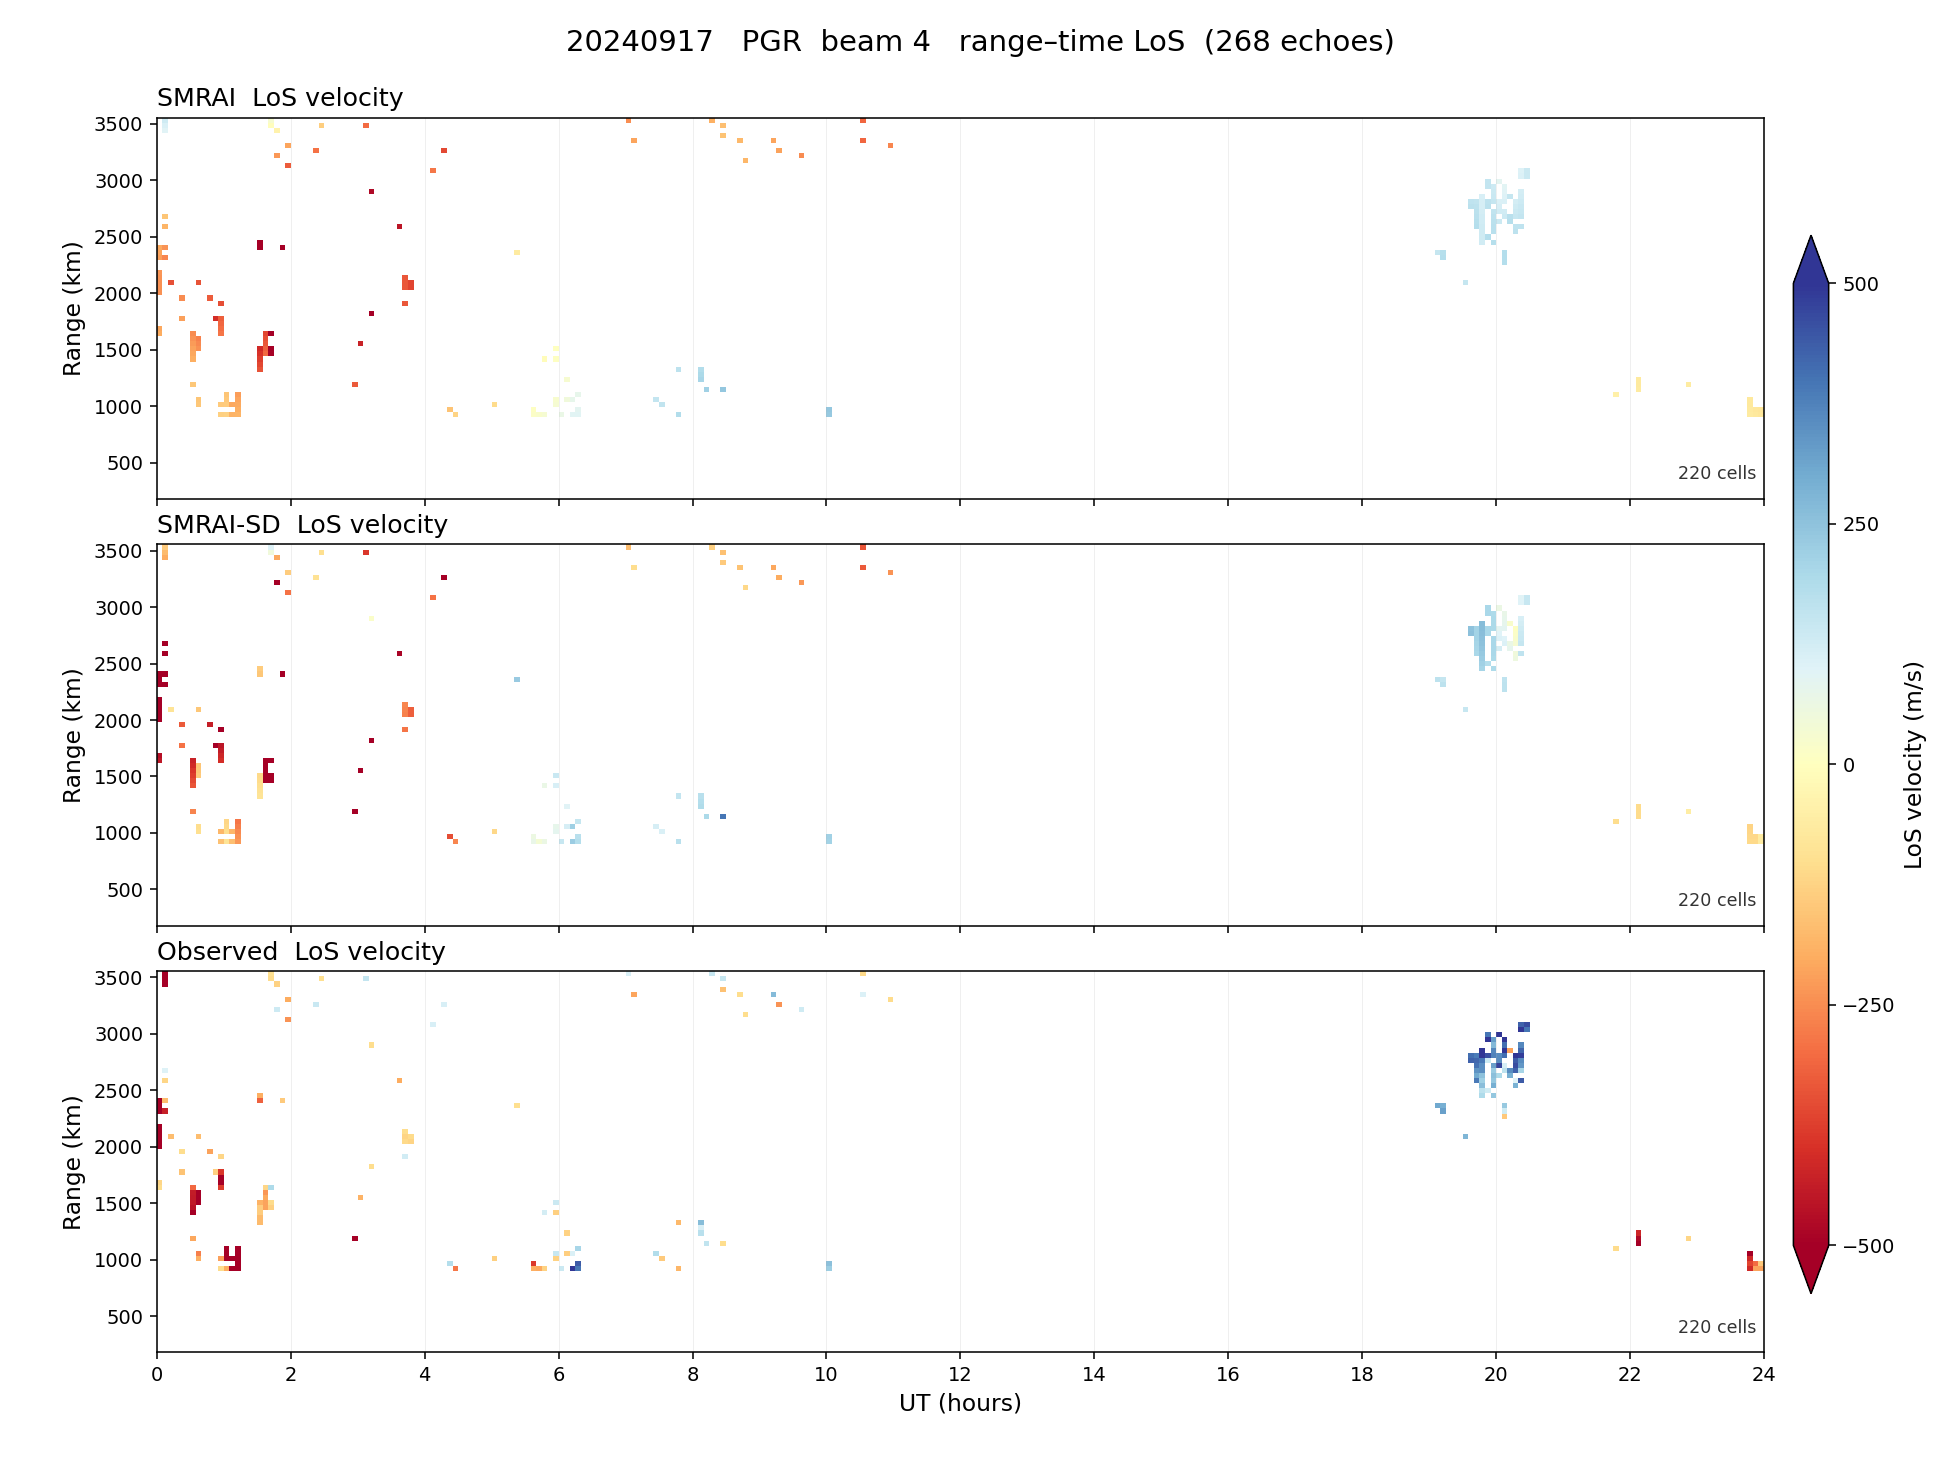 20240917   PGR  beam 4   range–time LoS  (268 echoes)
SMRAI  LoS velocity
3500
3000
2500
2000
1500
1000
500
Range (km)
220 cells
SMRAI-SD  LoS velocity
3500
3000
2500
2000
1500
1000
500
Range (km)
220 cells
Observed  LoS velocity
3500
3000
2500
2000
1500
1000
500
Range (km)
220 cells
0 2 4 6 8 10 12 14 16 18 20 22 24
UT (hours)
500
250
0
−250
−500
LoS velocity (m/s)